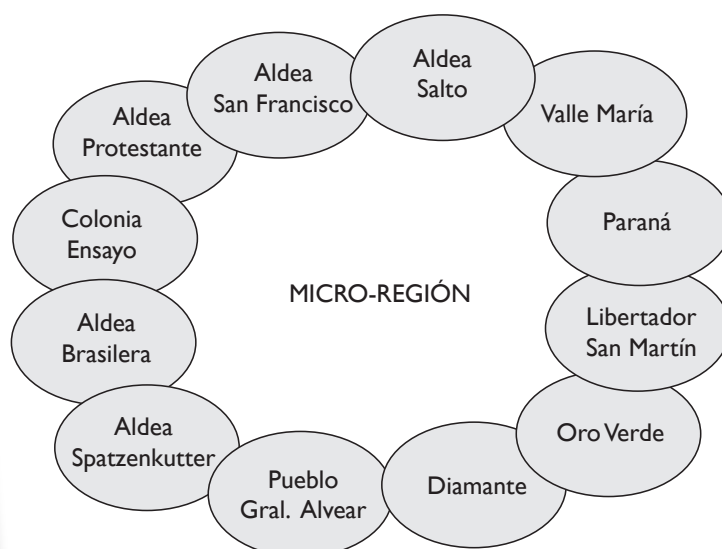 Aldea
Salto
Aldea
San Francisco
Valle María
Aldea
Protestante
Paraná
Colonia
Ensayo
MICRO-REGIÓN
Libertador
San Martín
Aldea
Brasilera
Oro Verde
Aldea
Spatzenkutter
Pueblo
Gral. Alvear
Diamante